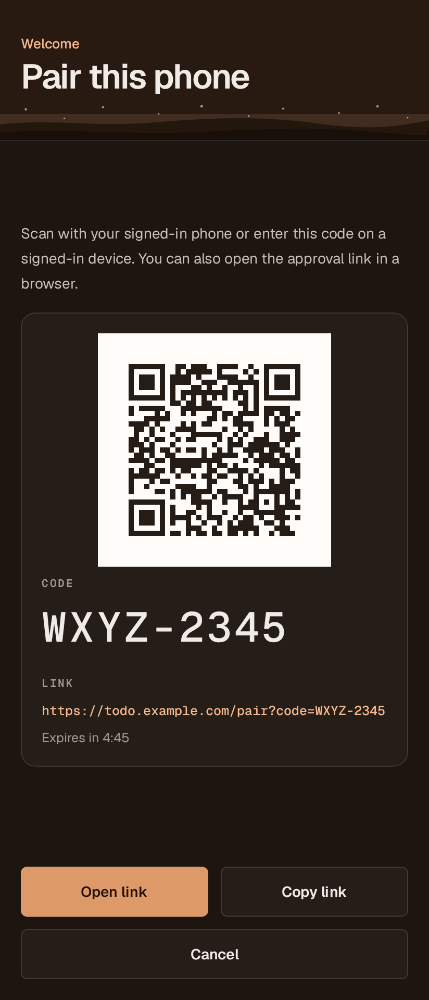 Welcome
Pair this phone
Scan with your signed-in phone or enter this code on a
signed-in device. You can also open the approval link in a
browser.
CODE
WXYZ-2345
LINK
https://todo.example.com/pair?code=WXYZ-2345
Expires in 4:45
Open link
Copy link
Cancel